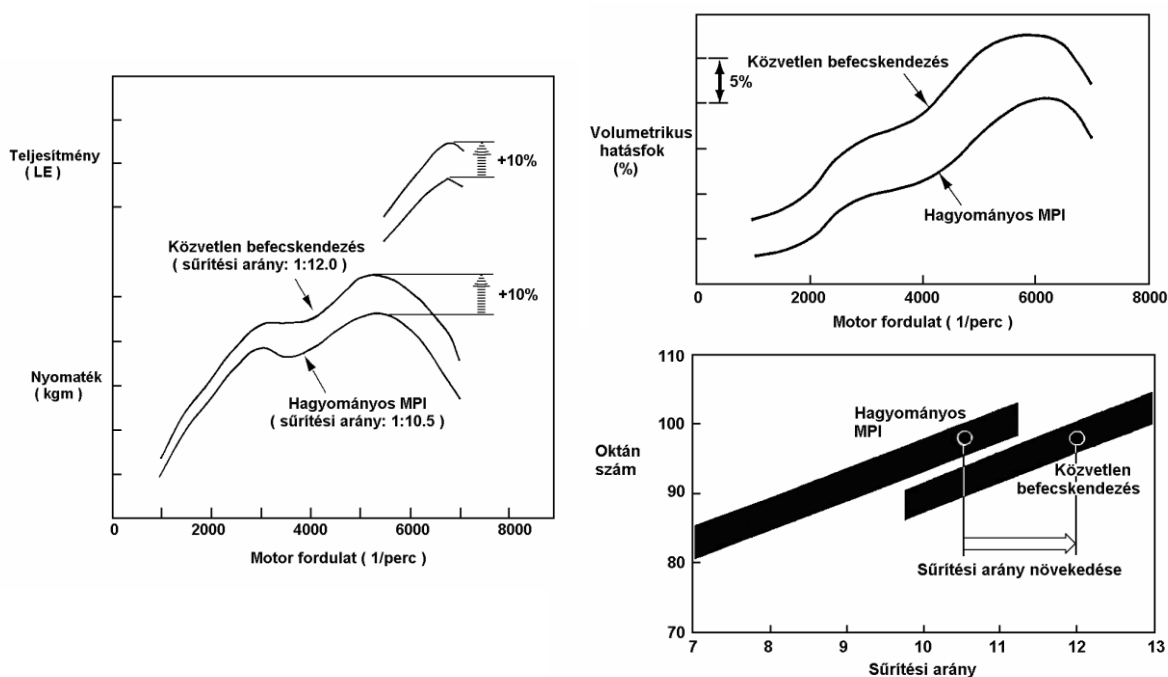 Teljesítmény
( LE )
+10%
Közvetlen befecskendezés
( sűrítési arány: 1:12.0 )
+10%
Nyomaték
( kgm )
Hagyományos MPI
( sűrítési arány: 1:10.5 )
0 2000 4000 6000 8000
Motor fordulat ( 1/perc )
Közvetlen befecskendezés
5%
Volumetrikus
hatásfok
(%)
Hagyományos MPI
0 2000 4000 6000 8000
Motor fordulat ( 1/perc )
110
Hagyományos
MPI
100
Oktán
szám
Közvetlen
befecskendezés
90
80
Sűrítési arány növekedése
70
7 8 9 10 11 12 13
Sűrítési arány